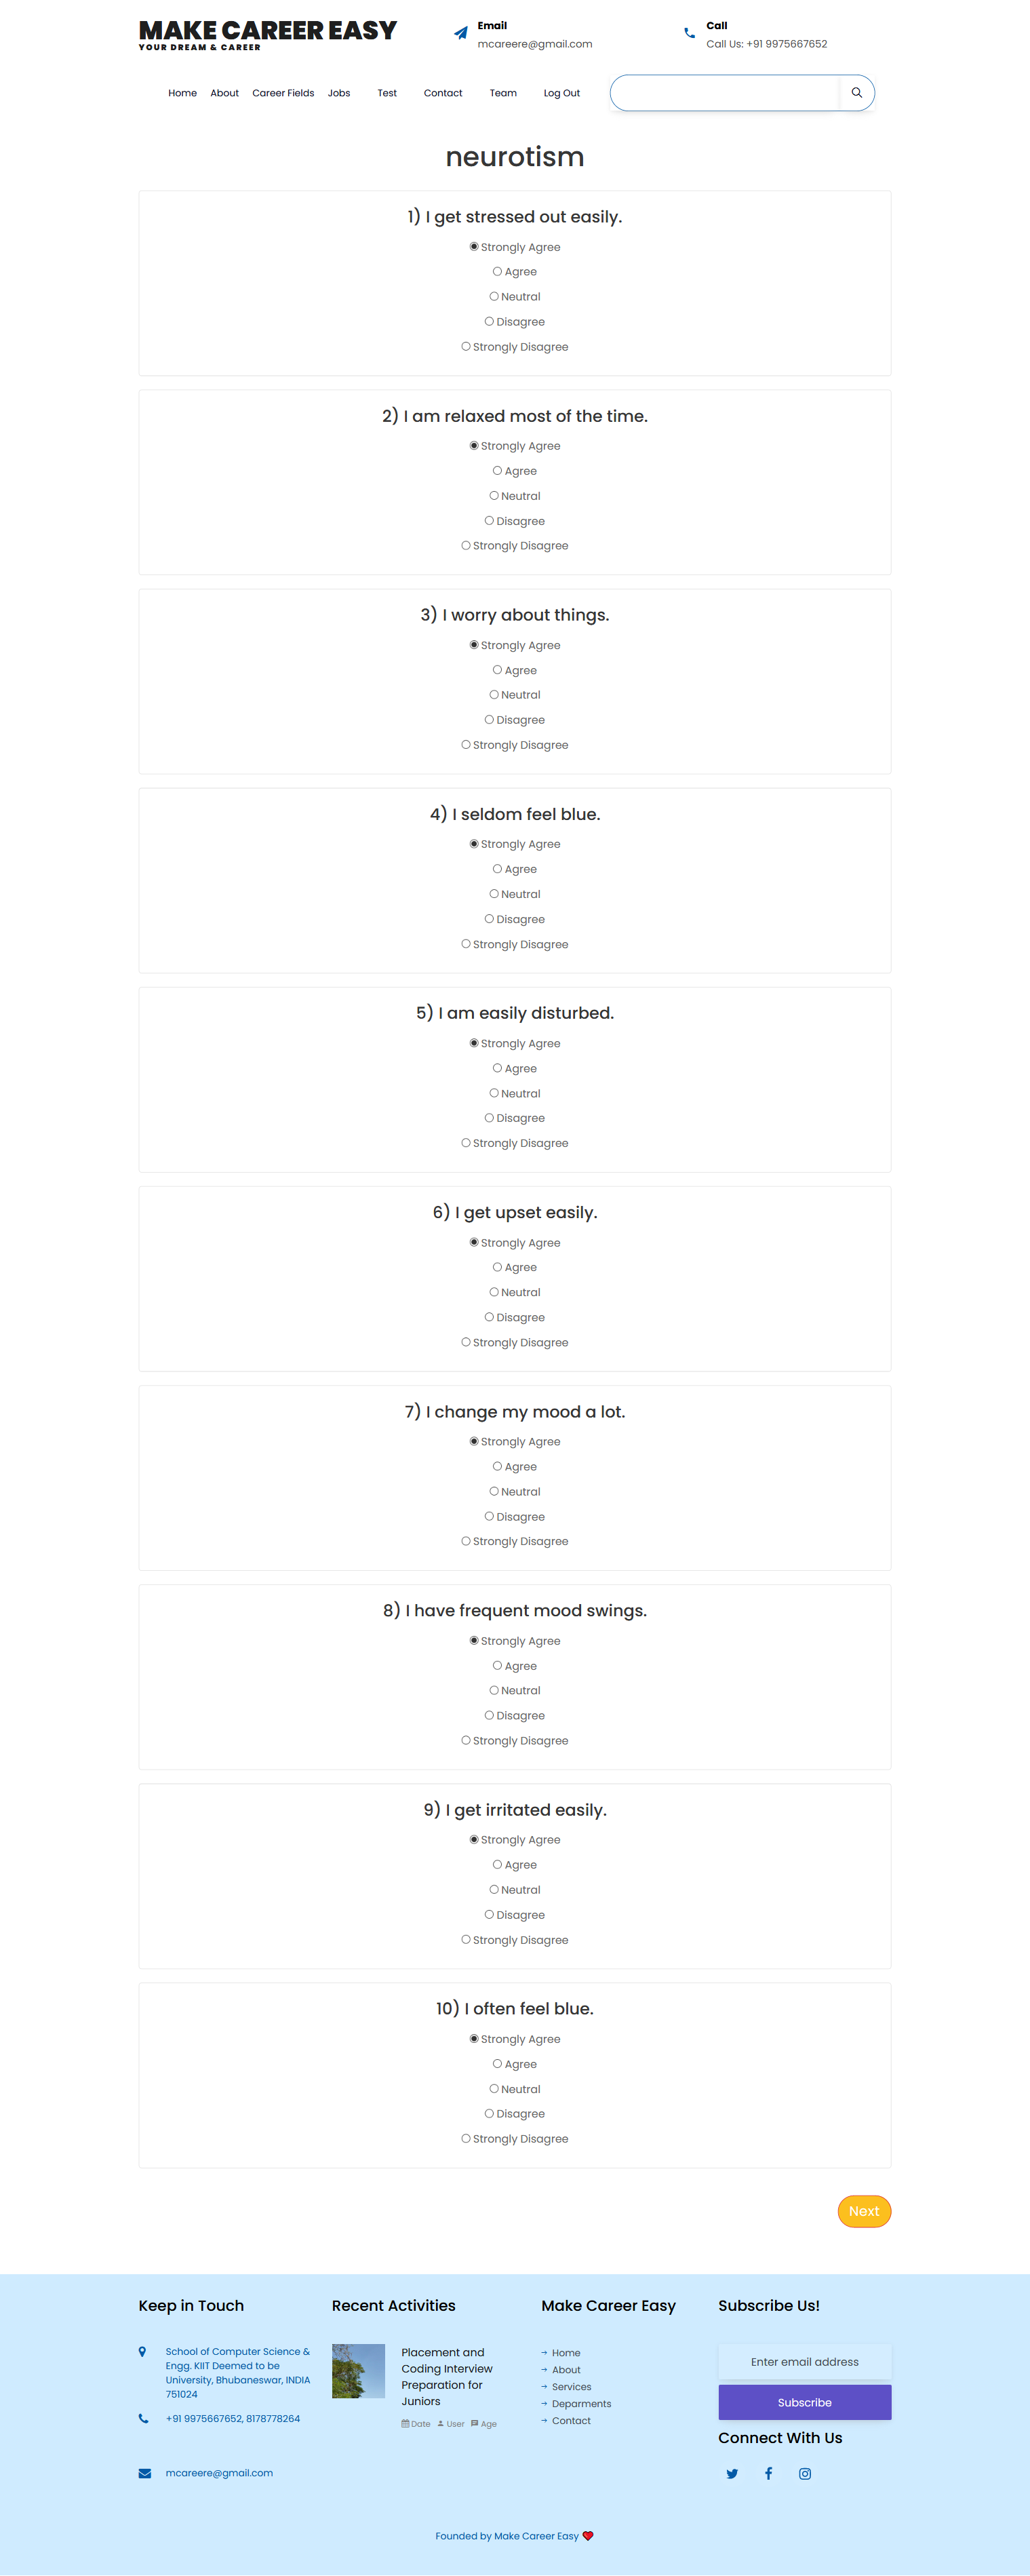 MAKE CAREER EASY
YOUR DREAM & CAREER
Email
mcareere@gmail.com
Call
Call Us: +91 9975667652
Home About Career Fields Jobs Test Contact Team Log Out
neurotism
1) I get stressed out easily.
Strongly Agree
Agree
Neutral
Disagree
Strongly Disagree
2) I am relaxed most of the time.
Strongly Agree
Agree
Neutral
Disagree
Strongly Disagree
3) I worry about things.
Strongly Agree
Agree
Neutral
Disagree
Strongly Disagree
4) I seldom feel blue.
Strongly Agree
Agree
Neutral
Disagree
Strongly Disagree
5) I am easily disturbed.
Strongly Agree
Agree
Neutral
Disagree
Strongly Disagree
6) I get upset easily.
Strongly Agree
Agree
Neutral
Disagree
Strongly Disagree
7) I change my mood a lot.
Strongly Agree
Agree
Neutral
Disagree
Strongly Disagree
8) I have frequent mood swings.
Strongly Agree
Agree
Neutral
Disagree
Strongly Disagree
9) I get irritated easily.
Strongly Agree
Agree
Neutral
Disagree
Strongly Disagree
10) I often feel blue.
Strongly Agree
Agree
Neutral
Disagree
Strongly Disagree
Next
Keep in Touch
School of Computer Science &
Engg. KIIT Deemed to be
University, Bhubaneswar, INDIA
751024
+91 9975667652, 8178778264
mcareere@gmail.com
Recent Activities
Placement and
Coding Interview
Preparation for
Juniors
Date User Age
Make Career Easy
Home
About
Services
Deparments
Contact
Subscribe Us!
Enter email address
Subscribe
Connect With Us
Founded by Make Career Easy